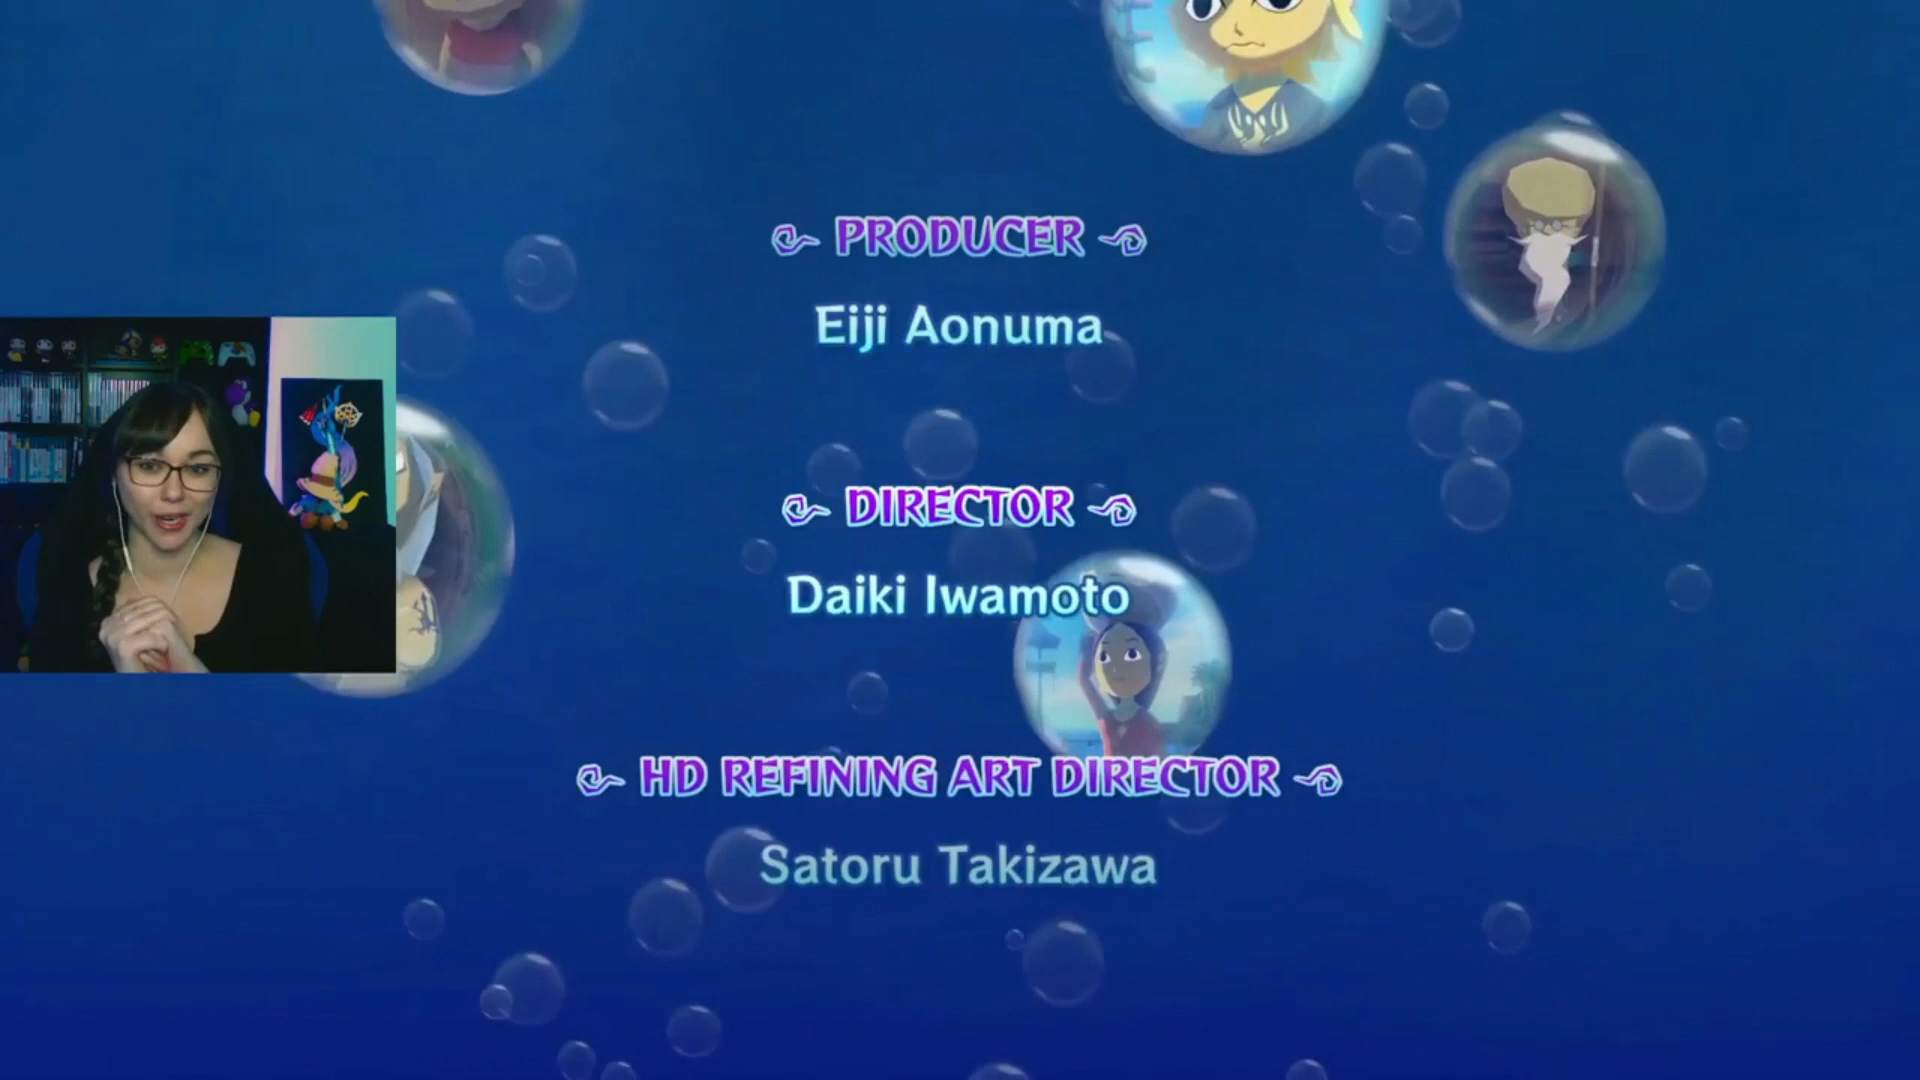 PRODUCER
Eiji Aonuma
DIRECTOR
Daiki Iwamoto
HD REFINING ART DIRECTOR
Satoru Takizawa